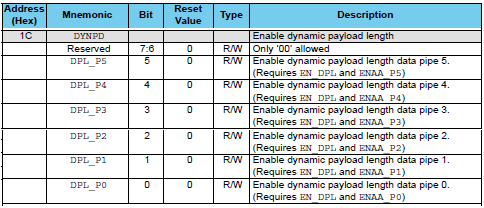 Address (Hex) Mnemonic Bit Reset Value Type Description
1C DYNPD Enable dynamic payload length
Reserved 7:6 0 R/W Only '00' allowed
DPL_P5 5 0 R/W Enable dynamic payload length data pipe 5.
(Requires EN_DPL and ENAA_P5)
DPL_P4 4 0 R/W Enable dynamic payload length data pipe 4.
(Requires EN_DPL and ENAA_P4)
DPL_P3 3 0 R/W Enable dynamic payload length data pipe 3.
(Requires EN_DPL and ENAA_P3)
DPL_P2 2 0 R/W Enable dynamic payload length data pipe 2.
(Requires EN_DPL and ENAA_P2)
DPL_P1 1 0 R/W Enable dynamic payload length data pipe 1.
(Requires EN_DPL and ENAA_P1)
DPL_P0 0 0 R/W Enable dynamic payload length data pipe 0.
(Requires EN_DPL and ENAA_P0)